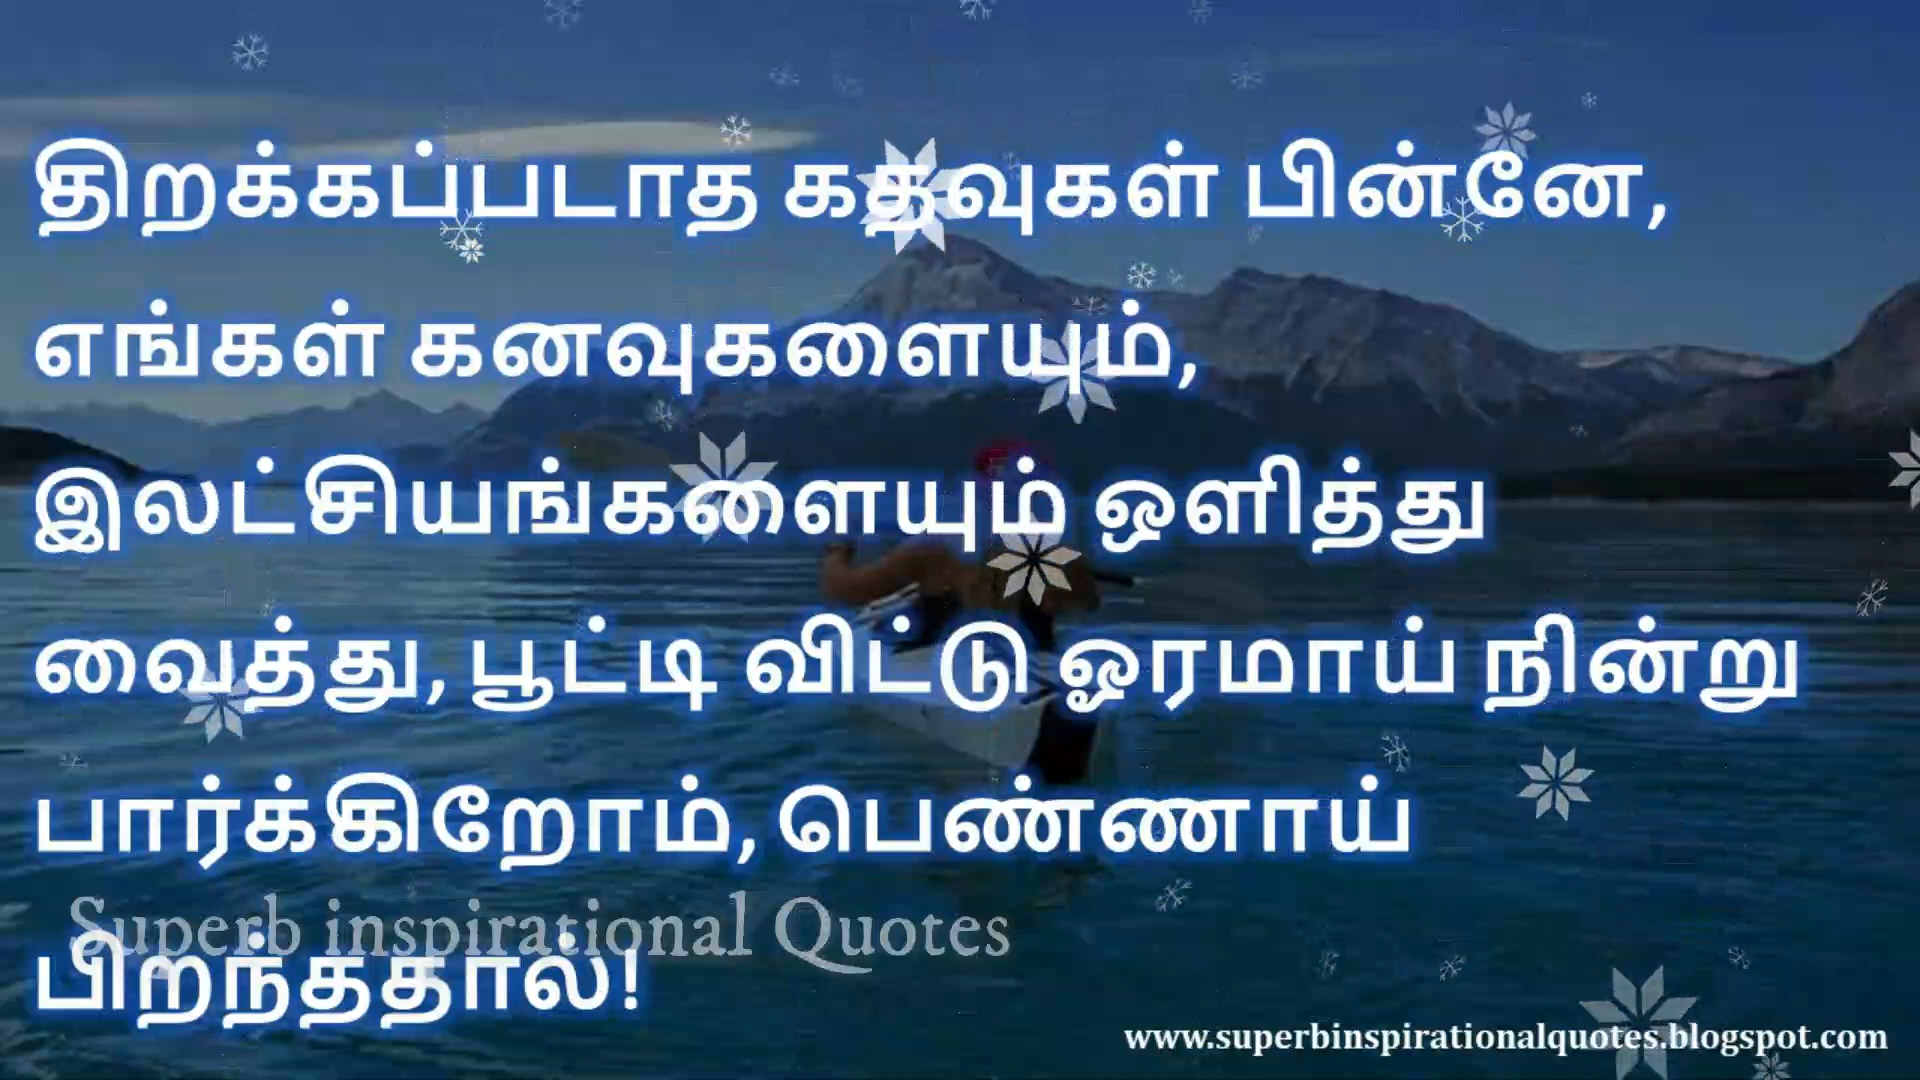 திறக்கப்படாத கதவுகள் பின்னே,
எங்கள் கனவுகளையும்,
இலட்சியங்களையும் ஒளித்து
வைத்து, பூட்டி விட்டு ஓரமாய் நின்று
பார்க்கிறோம், பெண்ணாய்
Superb inspirational Quotes
பிறந்ததால்!
www.superbinspirationalquotes.blogspot.com